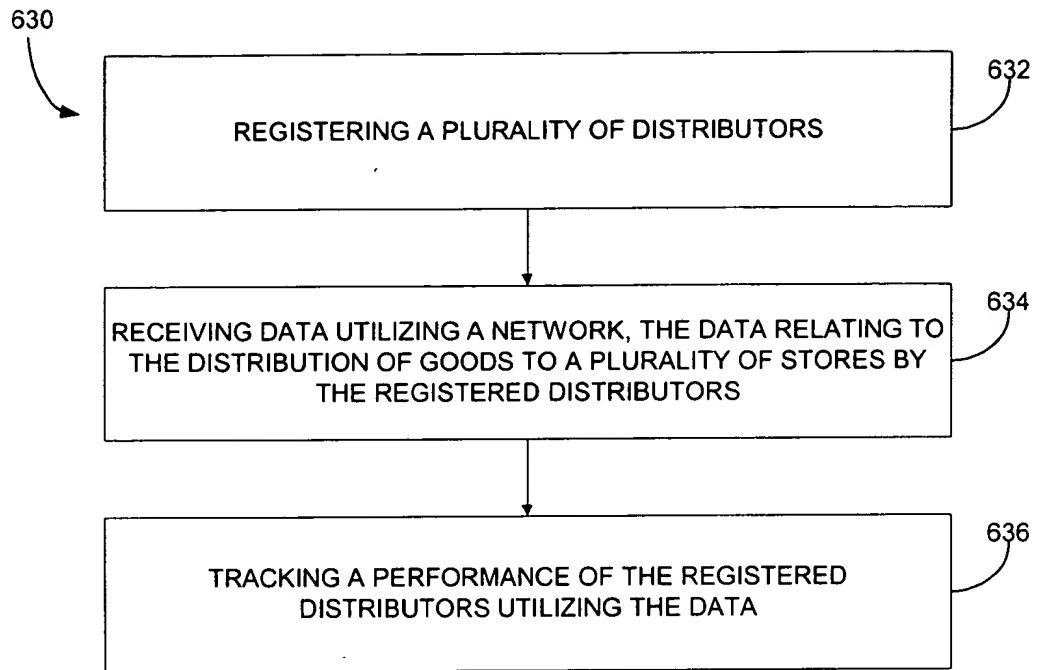 630
632
REGISTERING A PLURALITY OF DISTRIBUTORS
634
RECEIVING DATA UTILIZING A NETWORK, THE DATA RELATING TO
THE DISTRIBUTION OF GOODS TO A PLURALITY OF STORES BY
THE REGISTERED DISTRIBUTORS
636
TRACKING A PERFORMANCE OF THE REGISTERED
DISTRIBUTORS UTILIZING THE DATA